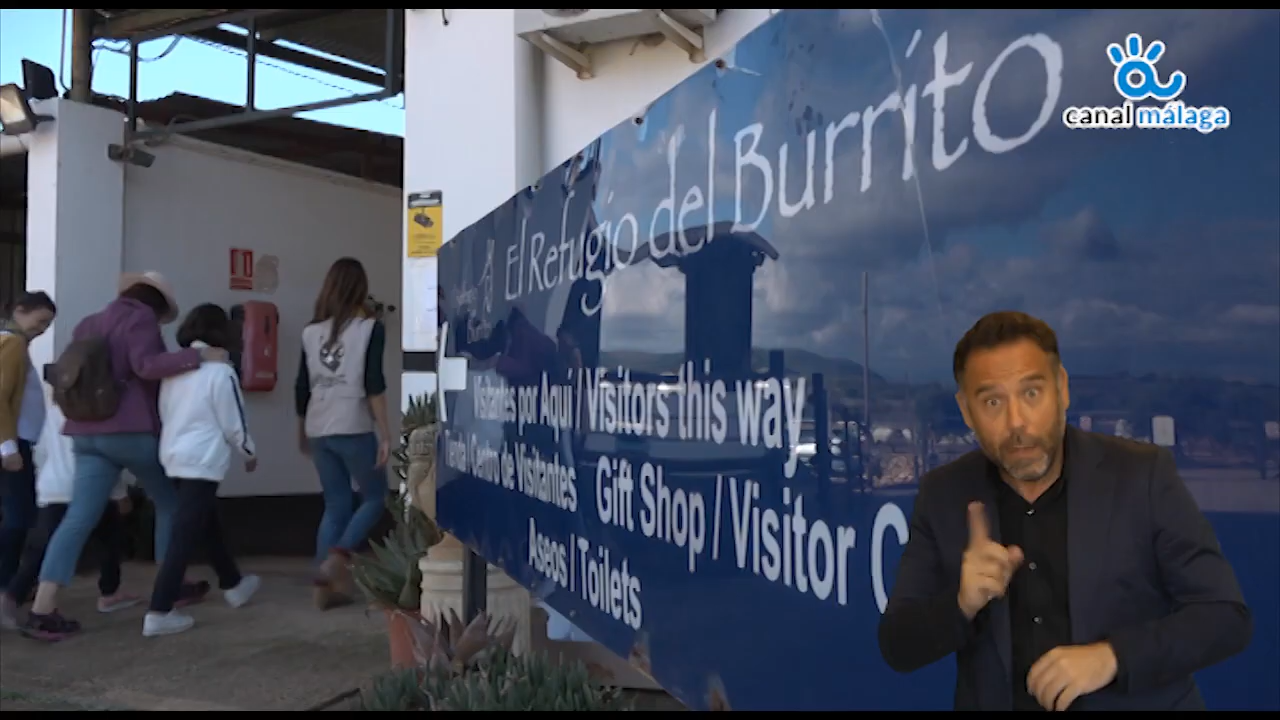 canal málaga
El Refugio del Burrito
Visitantes por Aquí / Visitors this way
Tienda / Centro de Visitantes Gift Shop / Visitor C
Aseos / Toilets